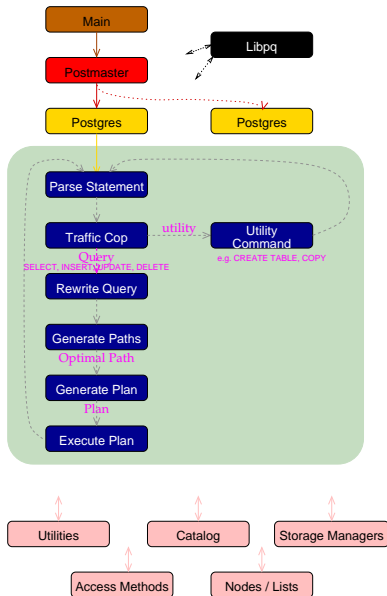 Main
Libpq
Postmaster
Postgres
Postgres
Parse Statement
utility
Traffic Cop
Utility
Command
Query
SELECT, INSERT, UPDATE, DELETE
e.g. CREATE TABLE, COPY
Rewrite Query
Generate Paths
Optimal Path
Generate Plan
Plan
Execute Plan
Utilities
Catalog
Storage Managers
Access Methods
Nodes / Lists